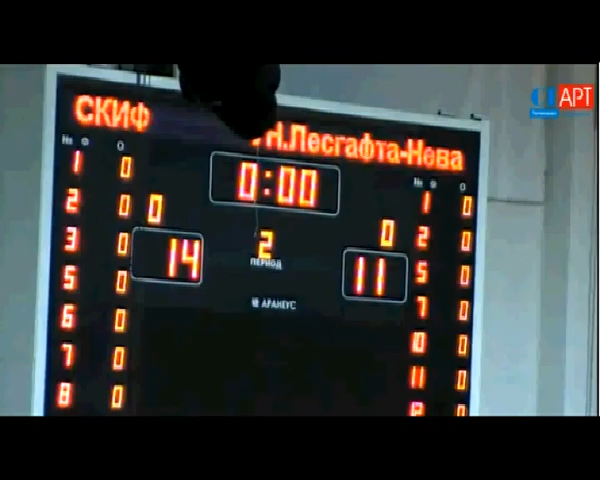 СКИФ
Н.Лесгафта-Нева
АРТ
№ Ф О
№ Ф О
0:00
1 0
2 0
3 0
5 0
6 0
7 0
8 0
0
14
2
ПЕРИОД
0
11
АРАНЕУС
1 0
2 0
5 0
7 0
10 0
11 0